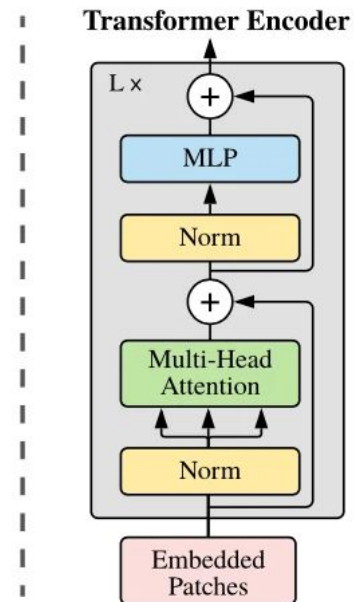 Transformer Encoder
L ×
+
MLP
Norm
+
Multi-Head
Attention
Norm
Embedded
Patches